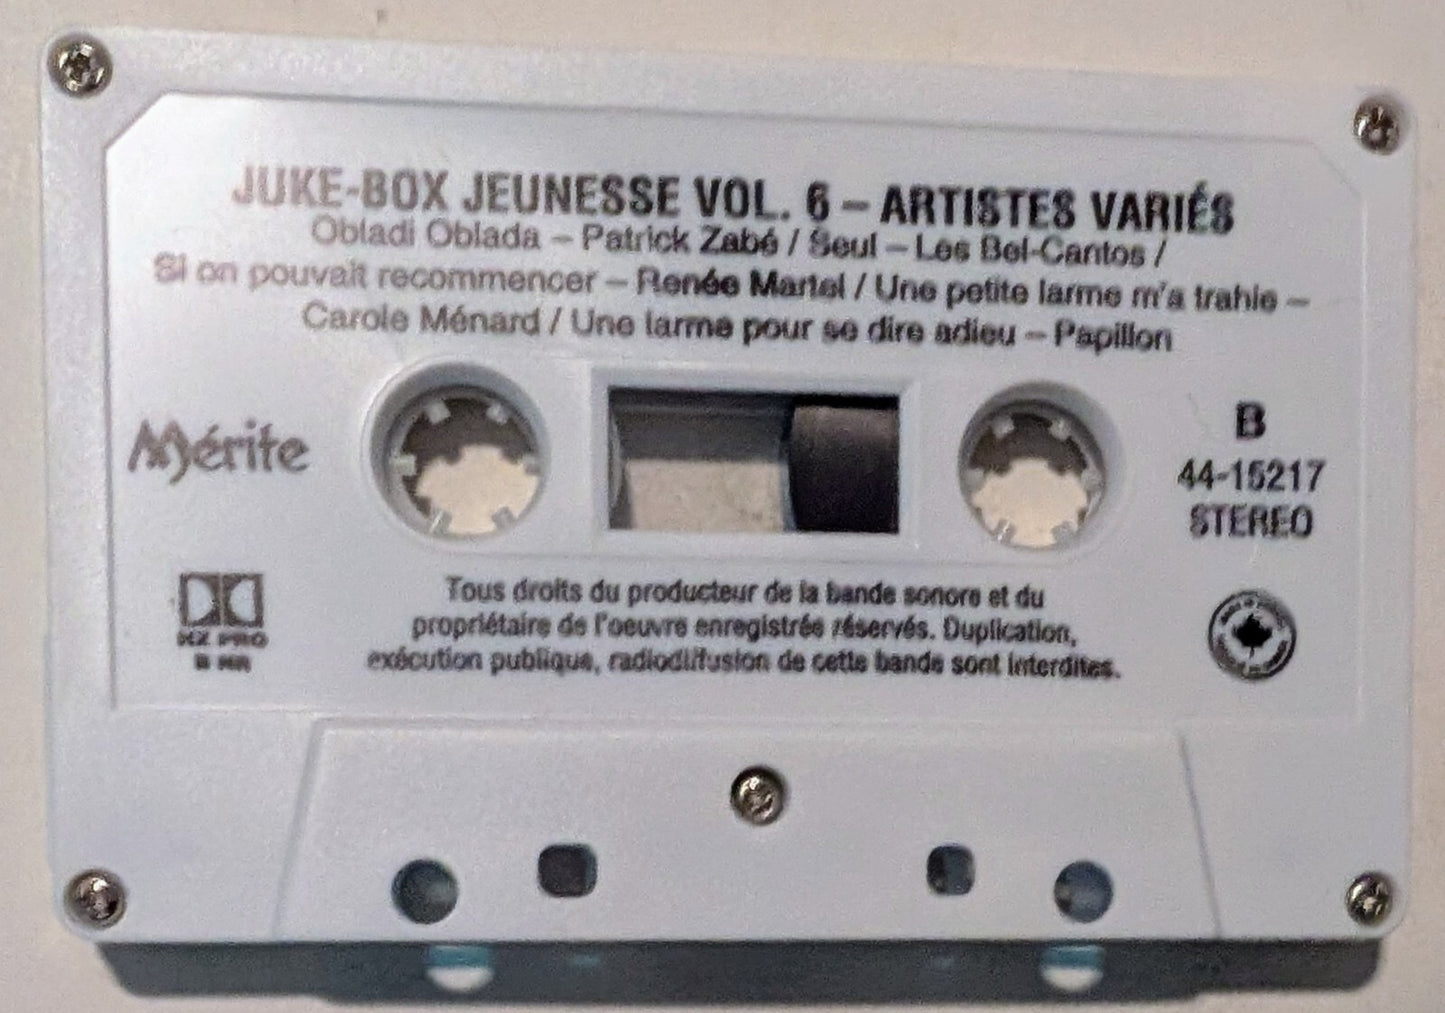 JUKE-BOX JEUNESSE VOL. 6 – ARTISTES VARIÉS
Obladi Oblada – Patrick Zabé / Seul – Les Bel-Cantos /
Si on pouvait recommencer – Renée Martel / Une petite larme m'a trahie –
Carole Ménard / Une larme pour se dire adieu – Papillon
Mérite
B
44-15217
STEREO
HX PRO
B NR
Tous droits du producteur de la bande sonore et du
propriétaire de l'oeuvre enregistrée réservés. Duplication,
exécution publique, radiodiffusion de cette bande sont interdites.